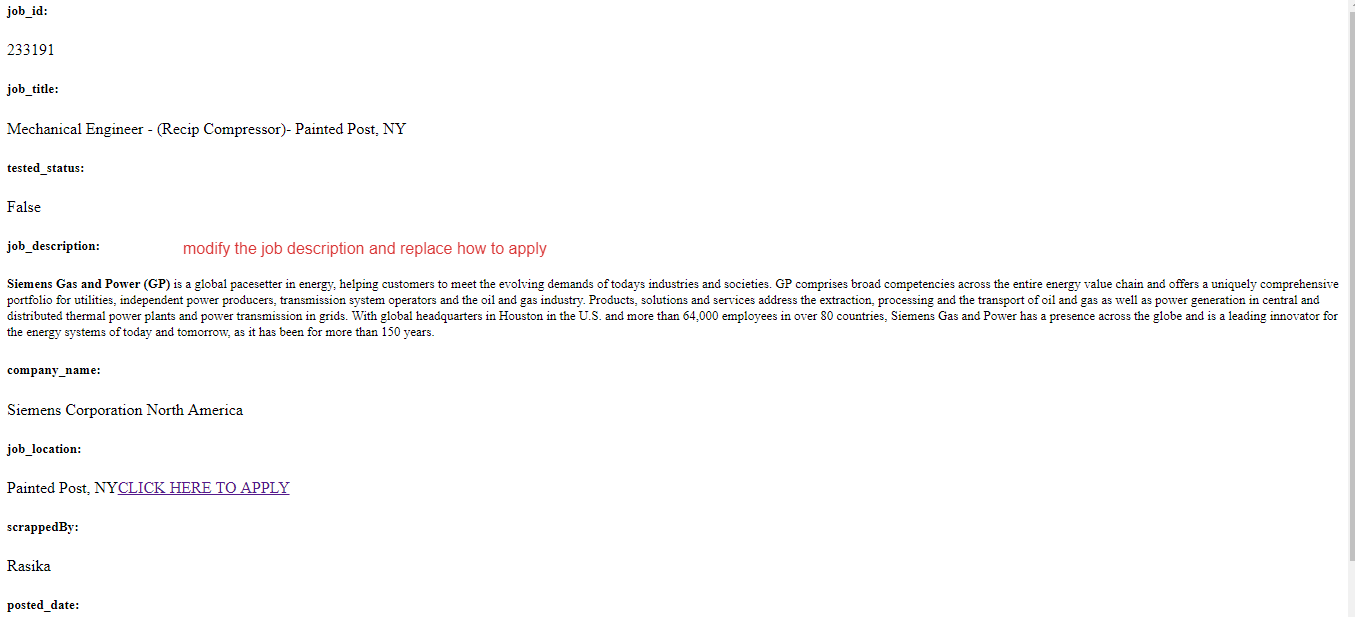 job_id:
233191
job_title:
Mechanical Engineer - (Recip Compressor)- Painted Post, NY
tested_status:
False
job_description:
modify the job description and replace how to apply
Siemens Gas and Power (GP) is a global pacesetter in energy, helping customers to meet the evolving demands of todays industries and societies. GP comprises broad competencies across the entire energy value chain and offers a uniquely comprehensive
portfolio for utilities, independent power producers, transmission system operators and the oil and gas industry. Products, solutions and services address the extraction, processing and the transport of oil and gas as well as power generation in central and
distributed thermal power plants and power transmission in grids. With global headquarters in Houston in the U.S. and more than 64,000 employees in over 80 countries, Siemens Gas and Power has a presence across the globe and is a leading innovator for
the energy systems of today and tomorrow, as it has been for more than 150 years.
company_name:
Siemens Corporation North America
job_location:
Painted Post, NYCLICK HERE TO APPLY
scrappedBy:
Rasika
posted_date: